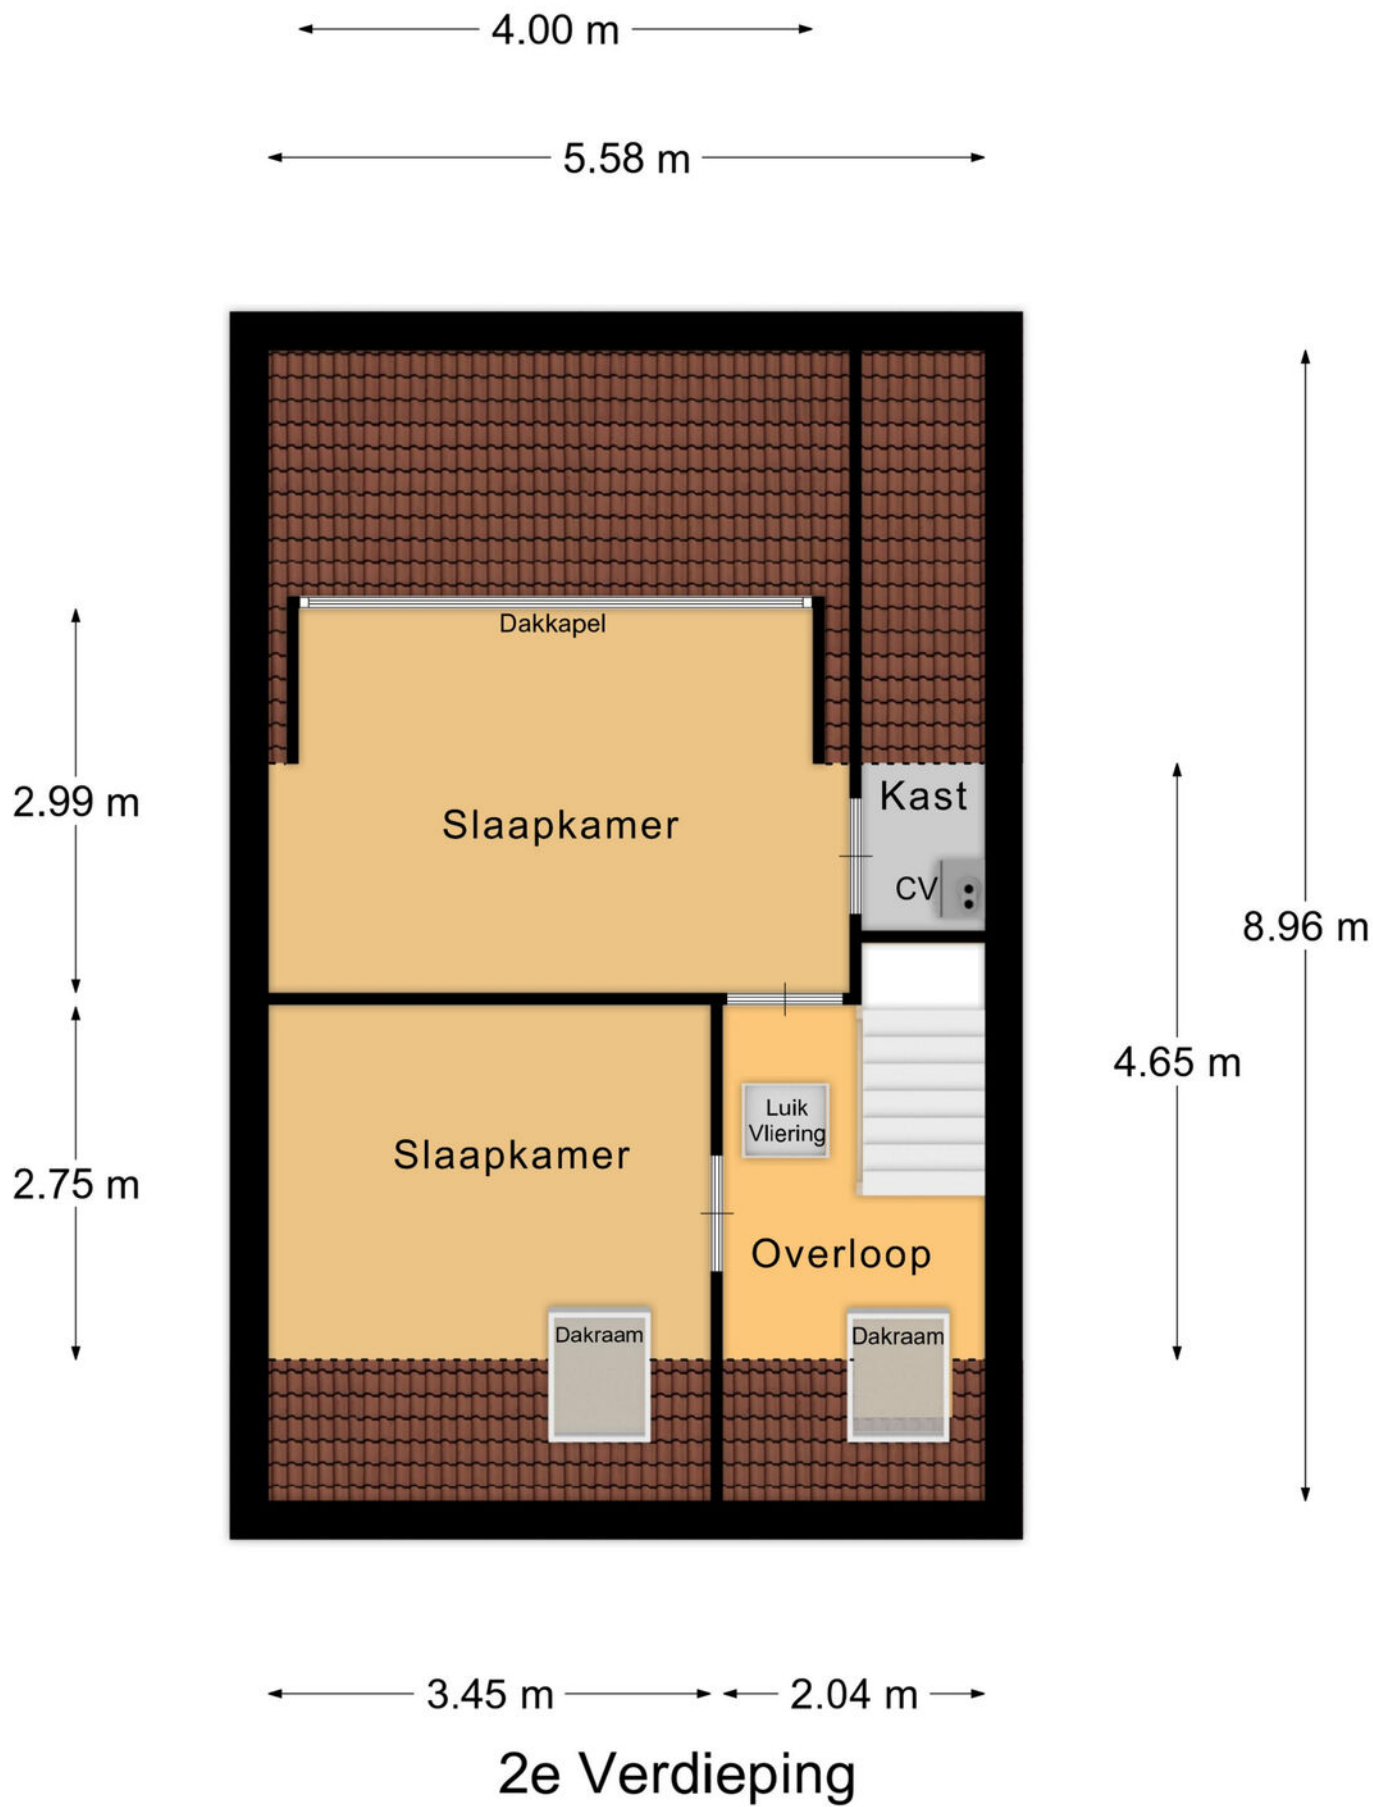 4.00 m
5.58 m
Dakkapel
2.99 m
Slaapkamer
Kast
CV
8.96 m
4.65 m
Luik
Vliering
Slaapkamer
2.75 m
Overloop
Dakraam
Dakraam
3.45 m
2.04 m
2e Verdieping